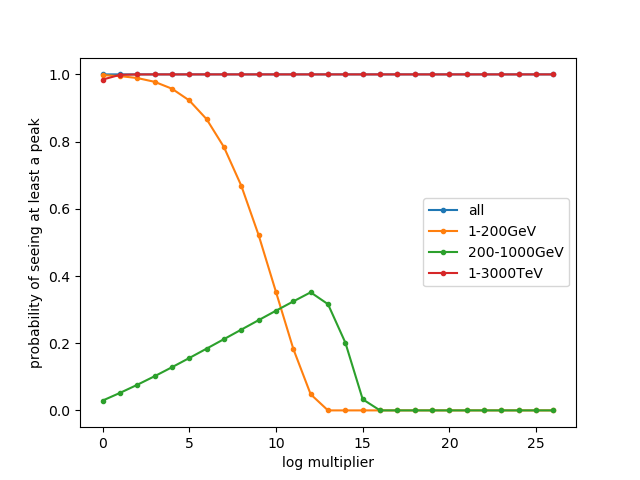 1.0
0.8
0.6
0.4
0.2
0.0
probability of seeing at least a peak
all
1-200GeV
200-1000GeV
1-3000TeV
0 5 10 15 20 25
log multiplier